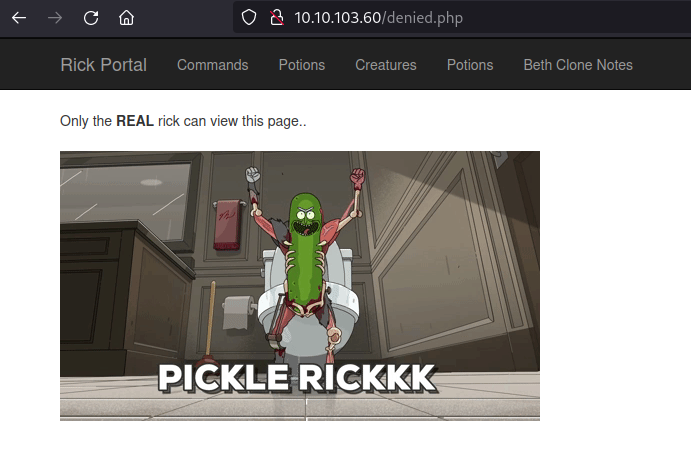 10.10.103.60/denied.php
Rick Portal Commands Potions Creatures Potions Beth Clone Notes
Only the REAL rick can view this page..
PICKLE RICKKK